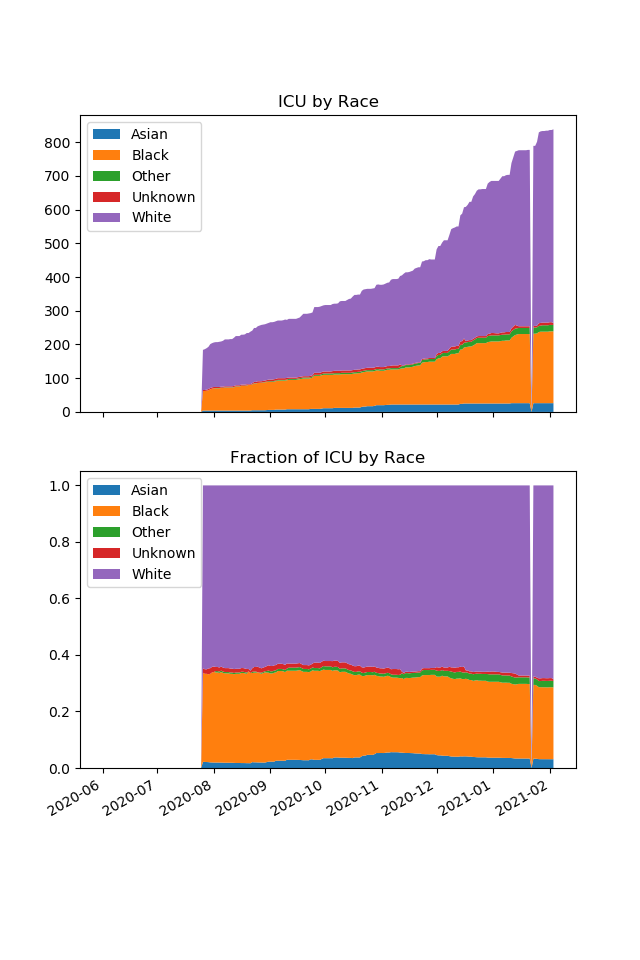 ICU by Race
Asian
Black
Other
Unknown
White
800
700
600
500
400
300
200
100
0
Fraction of ICU by Race
Asian
Black
Other
Unknown
White
1.0
0.8
0.6
0.4
0.2
0.0
2020-06
2020-07
2020-08
2020-09
2020-10
2020-11
2020-12
2021-01
2021-02